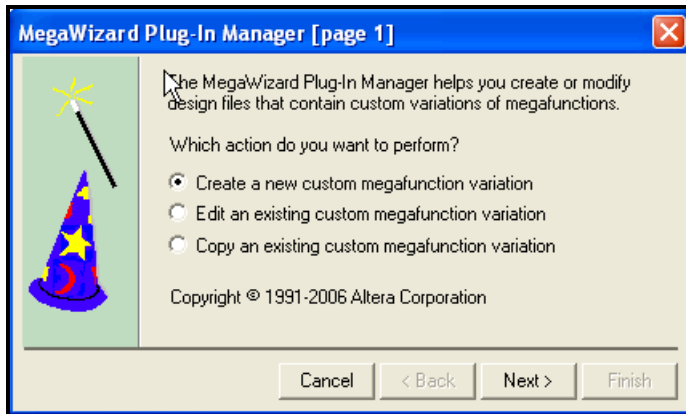 MegaWizard Plug-In Manager [page 1]
The MegaWizard Plug-In Manager helps you create or modify
design files that contain custom variations of megafunctions.
Which action do you want to perform?
Create a new custom megafunction variation
Edit an existing custom megafunction variation
Copy an existing custom megafunction variation
Copyright © 1991-2006 Altera Corporation
Cancel < Back Next > Finish